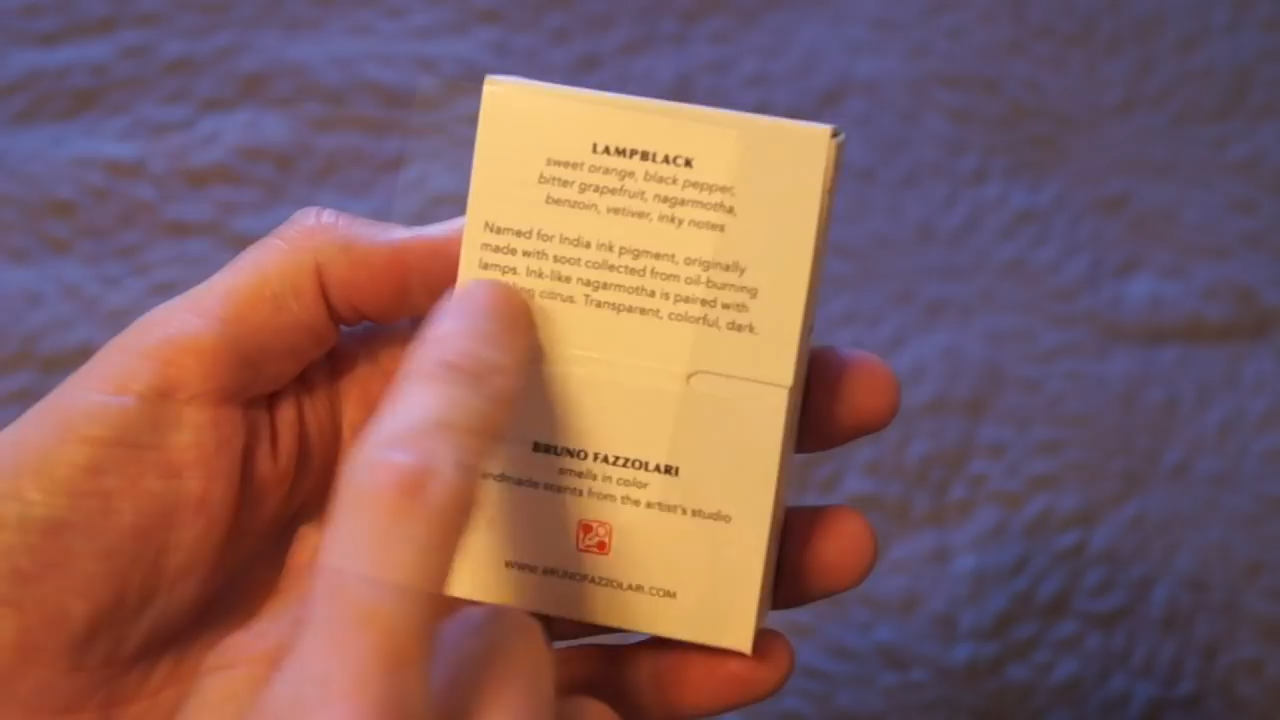 LAMPBLACK
sweet orange, black pepper,
bitter grapefruit, nagarmotha,
benzoin, vetiver, inky notes
Named for India ink pigment, originally
made with soot collected from oil-burning
lamps. Ink-like nagarmotha is paired with
citrus. Transparent, colorful, dark.
BRUNO FAZZOLARI
smells in color
scents from the artist's studio
WWW.BRUNOFAZZOLARI.COM